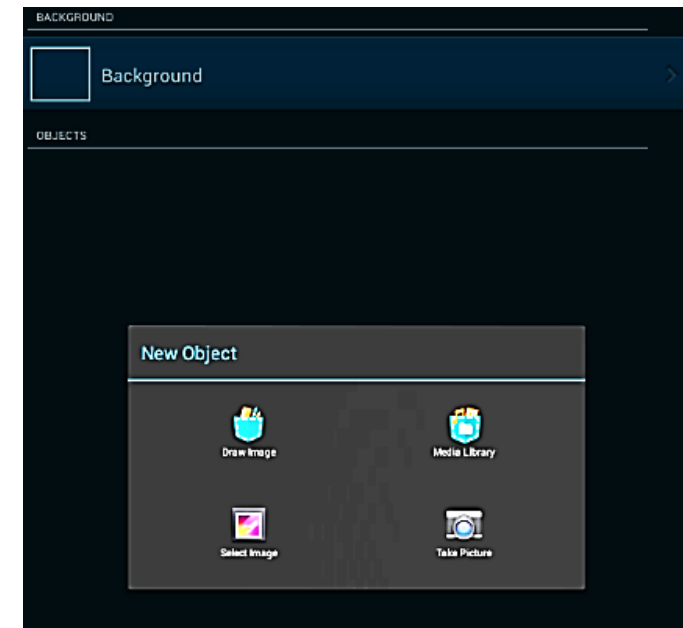 BACKGROUND
Background
OBJECTS
New Object
Draw Image
Media Library
Select Image
Take Picture